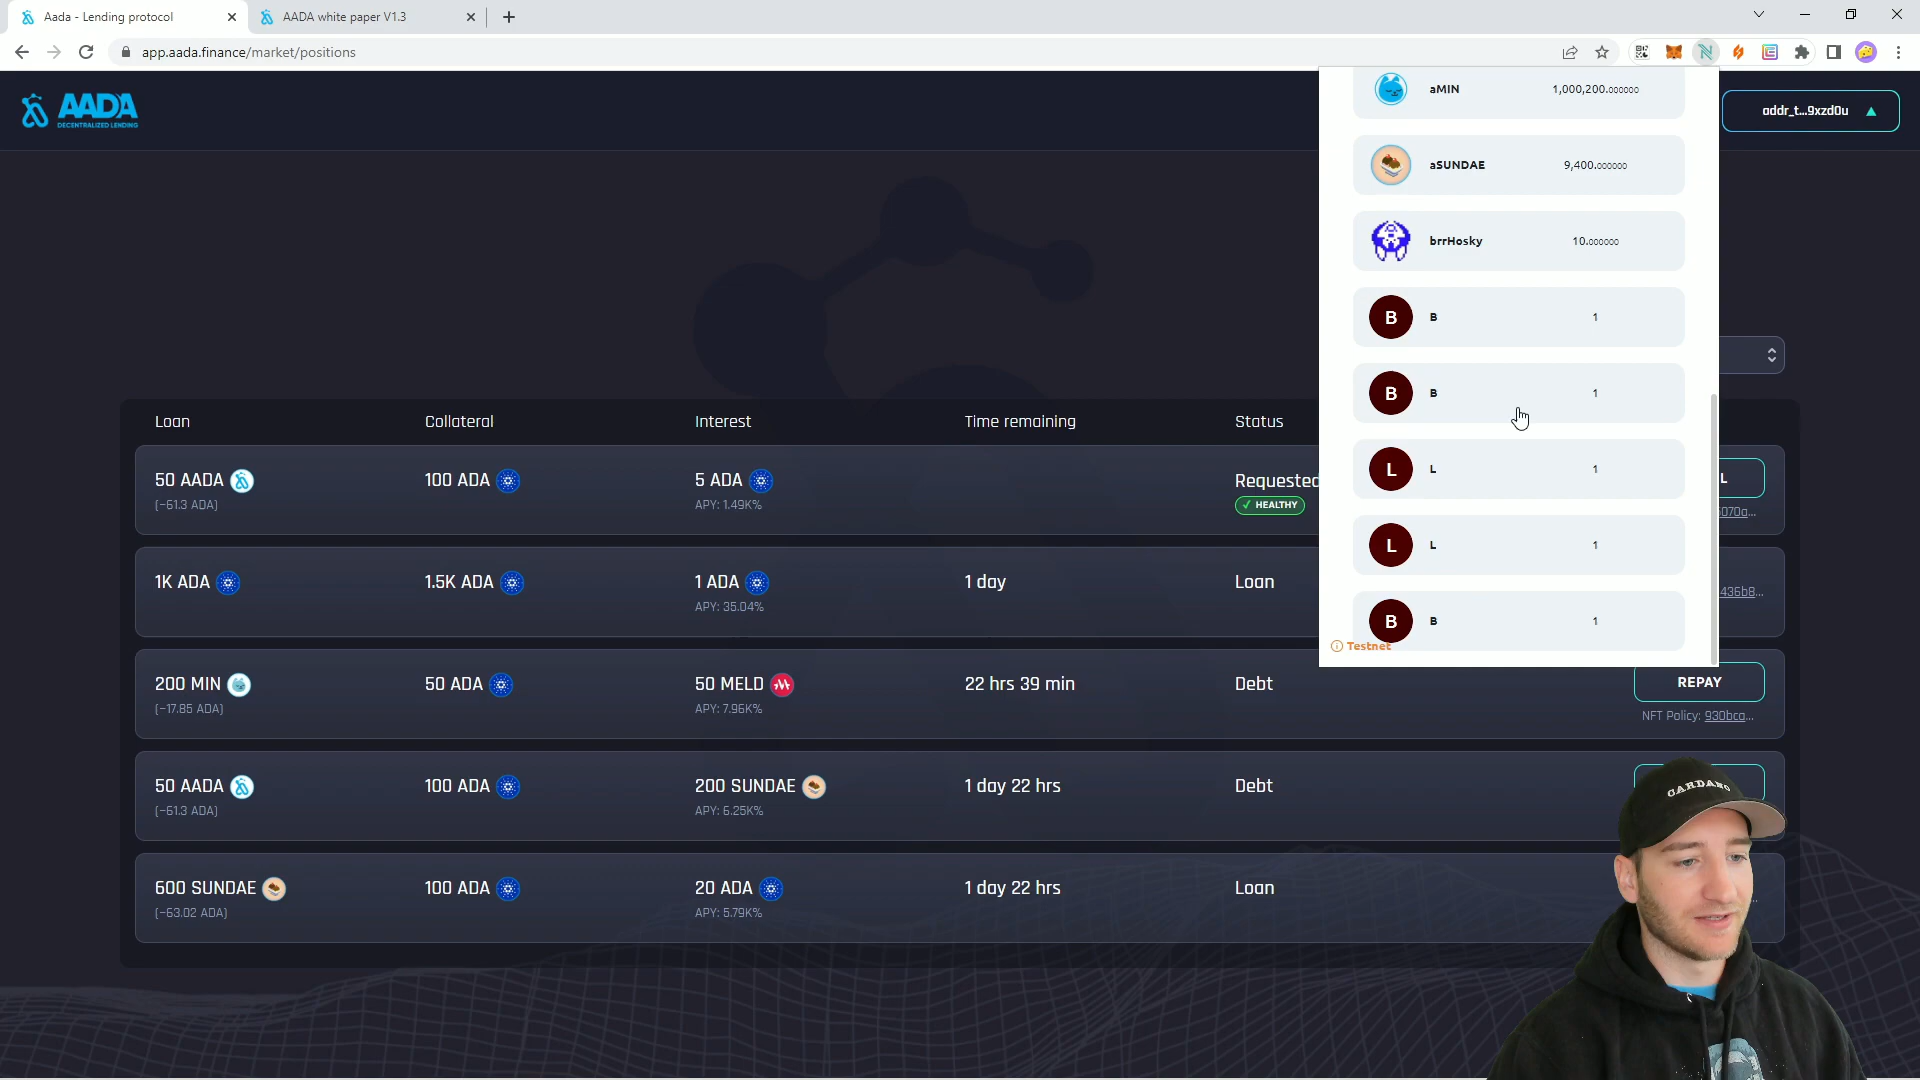 Aada - Lending protocol
AADA white paper V1.3
app.aada.finance/market/positions
AADA
DECENTRALIZED LENDING
addr_t...9xzd0u
aMIN 1,000,200.000000
aSUNDAE 9,400.000000
brrHosky 10.000000
B B 1
B B 1
L L 1
L L 1
B B 1
Testnet
Loan Collateral Interest Time remaining Status
50 AADA 100 ADA 5 ADA Requested L
(~61.3 ADA) APY: 1.49K% HEALTHY 070a...
1K ADA 1.5K ADA 1 ADA 1 day Loan
APY: 35.04% 436b8...
200 MIN 50 ADA 50 MELD 22 hrs 39 min Debt REPAY
(~17.85 ADA) APY: 7.96K% NFT Policy: 930bca...
50 AADA 100 ADA 200 SUNDAE 1 day 22 hrs Debt
(~61.3 ADA) APY: 6.25K%
600 SUNDAE 100 ADA 20 ADA 1 day 22 hrs Loan
(~63.02 ADA) APY: 5.79K%
CARDANO